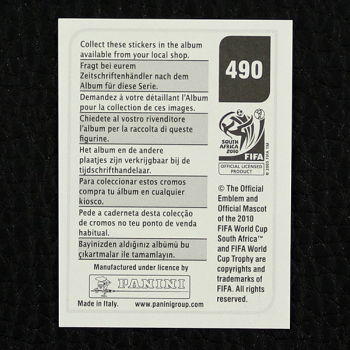 Collect these stickers in the album
available from your local shop.
Fragt bei eurem
Zeitschriftenhändler nach dem
Album für diese Serie.
Demandez à votre détaillant l'Album
pour la collection de ces images.
Chiedete al vostro rivenditore
l'album per la raccolta di queste
figurine.
Het album en de andere
plaatjes zijn verkrijgbaar bij de
tijdschrifthandelaar.
Para coleccionar estos cromos
compra tu álbum en cualquier
kiosco.
Pede a caderneta desta colecção
de cromos no teu ponto de venda
habitual.
Bayinizden aldığınız albümü bu
çıkartmalar ile tamamlayın.
Manufactured under licence by
PANINI
Made in Italy. www.paninigroup.com
490
SOUTH AFRICA
2010
FIFA
OFFICIAL LICENSED
PRODUCT
© 2005 FIFA TM
© The Official
Emblem and
Official Mascot
of the 2010
FIFA World Cup
South Africa™
and FIFA World
Cup Trophy are
copyrights and
trademarks of
FIFA. All rights
reserved.